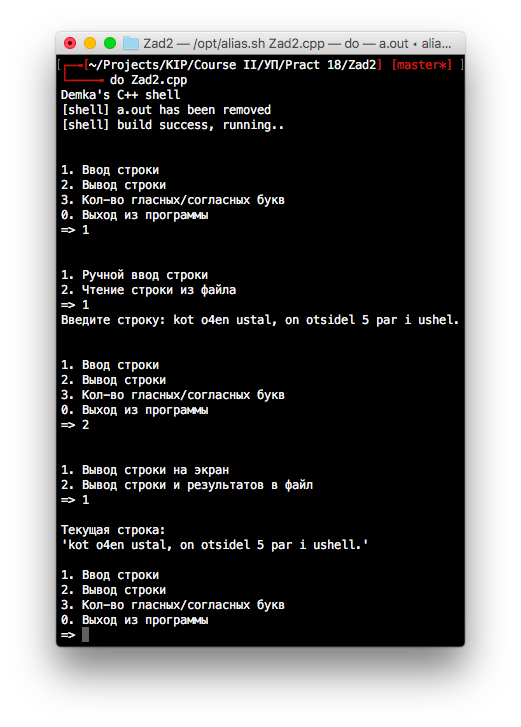 Zad2 — /opt/alias.sh Zad2.cpp — do — a.out ◂ alia...
[~/Projects/KIP/Course II/УП/Pract 18/Zad2] [master*] ]
do Zad2.cpp
Demka's C++ shell
[shell] a.out has been removed
[shell] build success, running..
1. Ввод строки
2. Вывод строки
3. Кол-во гласных/согласных букв
0. Выход из программы
=> 1
1. Ручной ввод строки
2. Чтение строки из файла
=> 1
Введите строку: kot o4en ustal, on otsidel 5 par i ushel.
1. Ввод строки
2. Вывод строки
3. Кол-во гласных/согласных букв
0. Выход из программы
=> 2
1. Вывод строки на экран
2. Вывод строки и результатов в файл
=> 1
Текущая строка:
'kot o4en ustal, on otsidel 5 par i ushell.'
1. Ввод строки
2. Вывод строки
3. Кол-во гласных/согласных букв
0. Выход из программы
=>